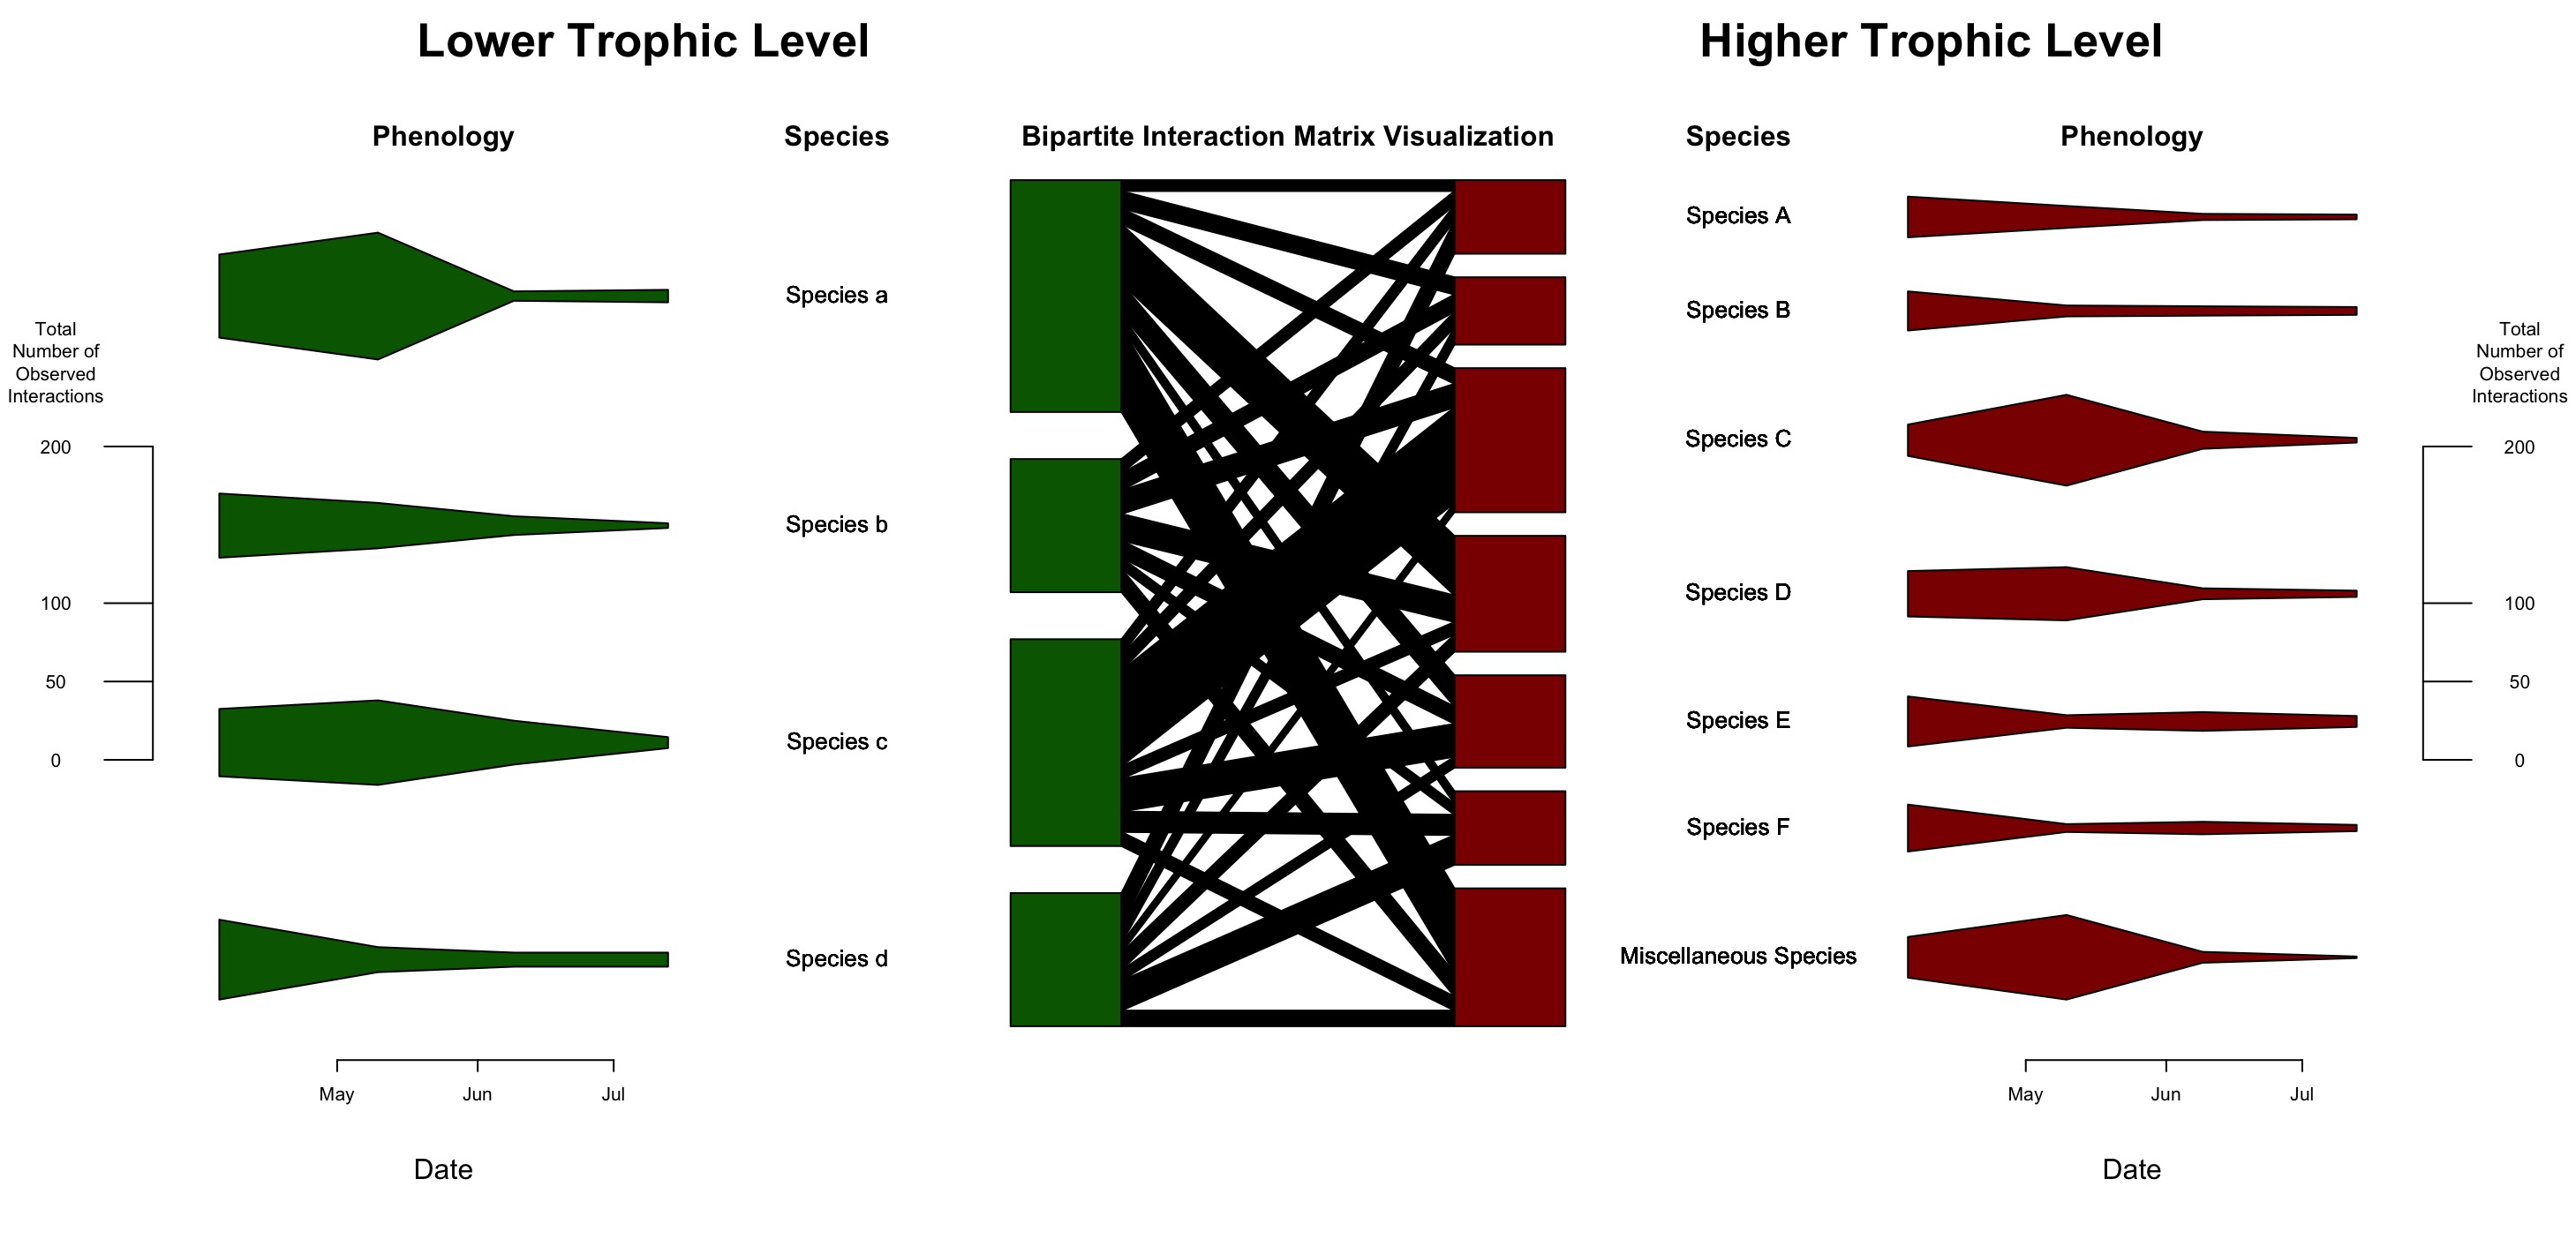 Lower Trophic Level
Higher Trophic Level
Phenology
Species
Bipartite Interaction Matrix Visualization
Species
Phenology
Total
Number of
Observed
Interactions
200
100
50
0
Species a
Species b
Species c
Species d
May
Jun
Jul
Date
Species A
Species B
Species C
Species D
Species E
Species F
Miscellaneous Species
May
Jun
Jul
Date
Total
Number of
Observed
Interactions
200
100
50
0